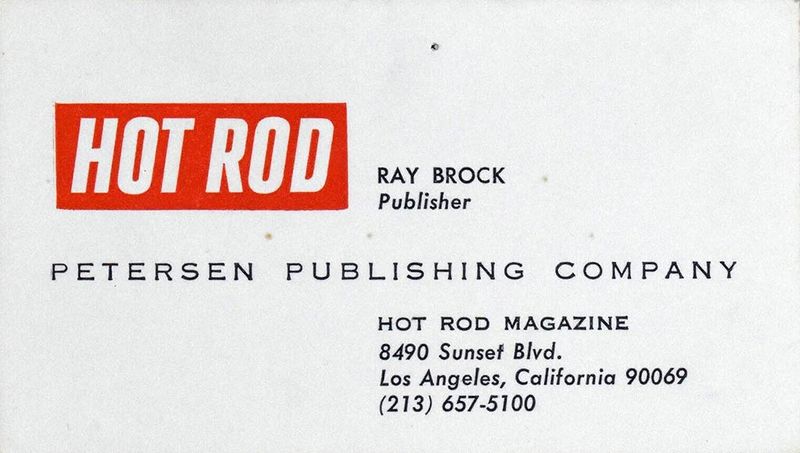 HOT ROD
RAY BROCK
Publisher
PETERSEN PUBLISHING COMPANY
HOT ROD MAGAZINE
8490 Sunset Blvd.
Los Angeles, California 90069
(213) 657-5100